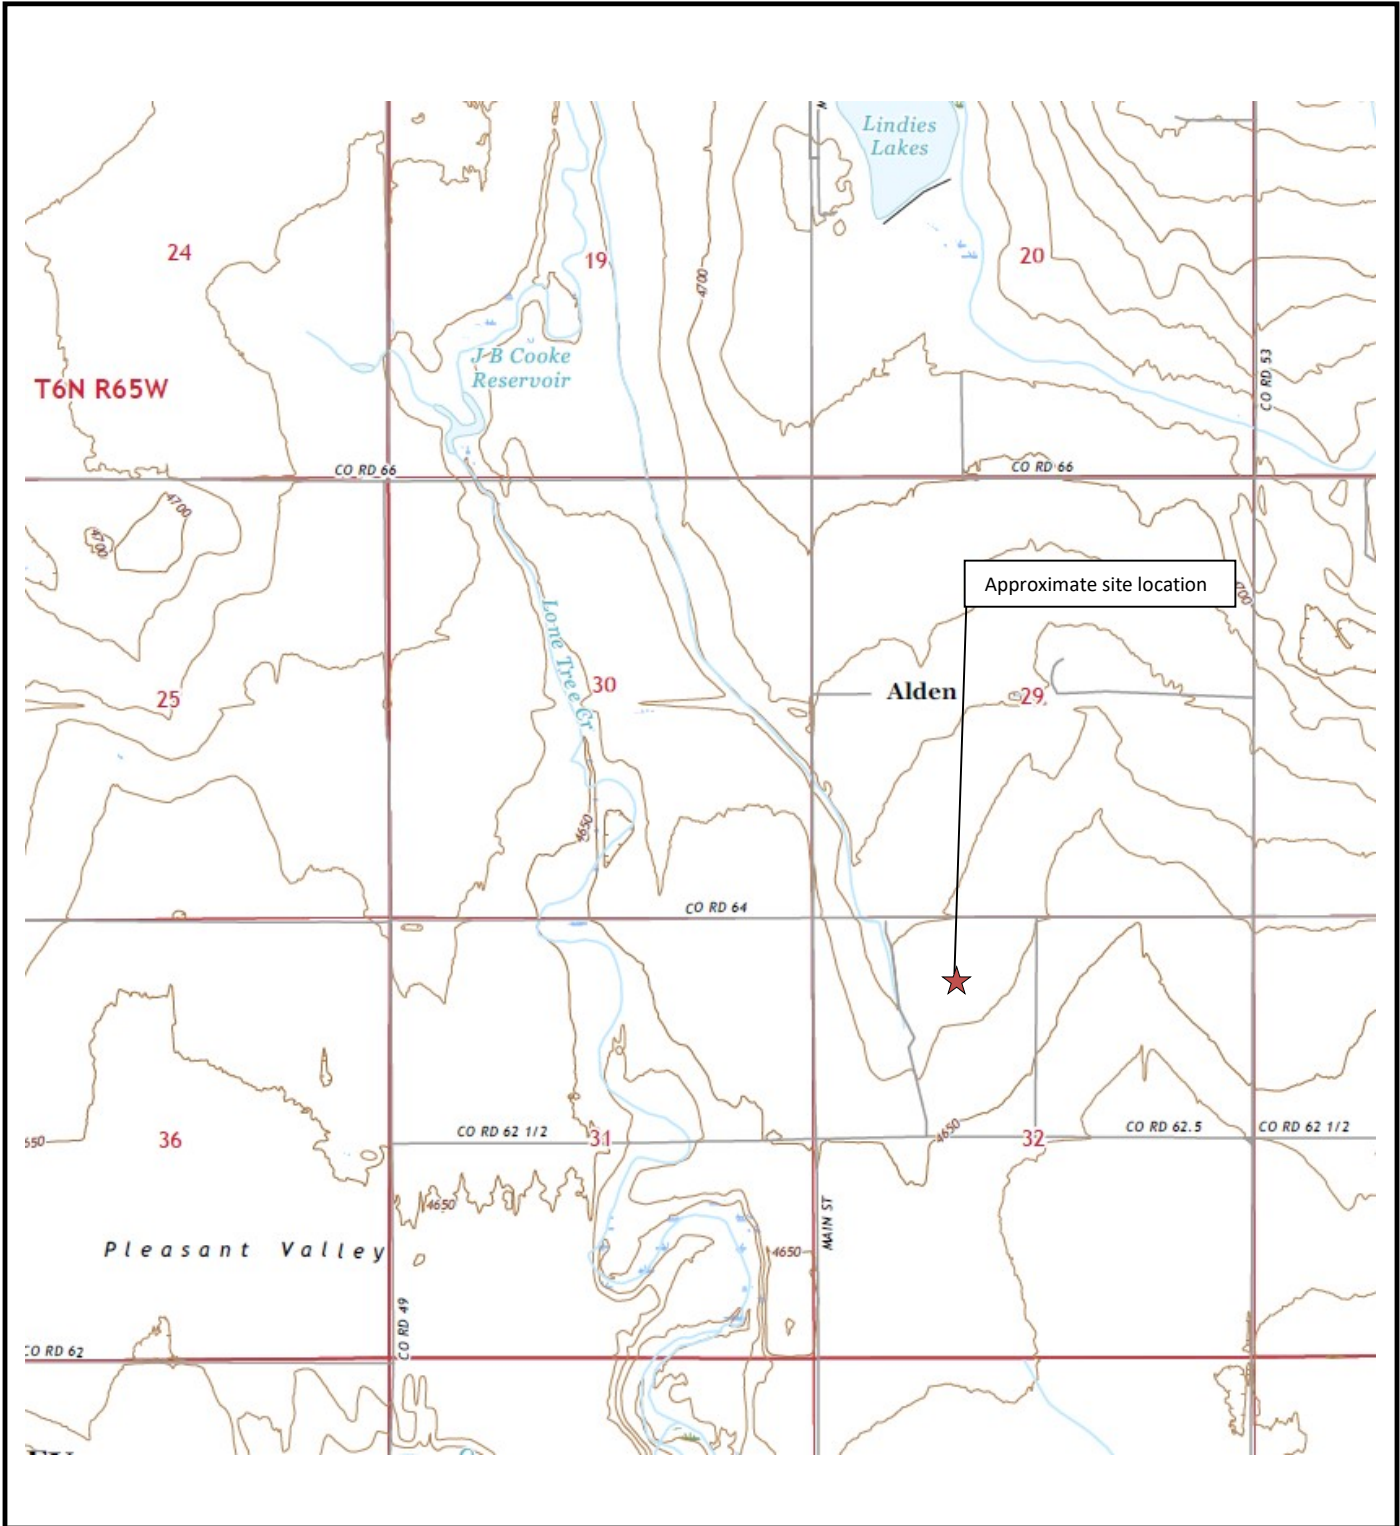 Lindies
Lakes
24
19
20
4700
J B Cooke
Reservoir
T6N R65W
CO RD 53
CO RD 66
CO RD 66
4700
4700
Approximate site location
Lone Tree Cr
25
30
Alden
29
4650
CO RD 64
36
CO RD 62 1/2
31
4650
32
CO RD 62.5
CO RD 62 1/2
4650
MAIN ST
Pleasant Valley
4650
CO RD 49
CO RD 62